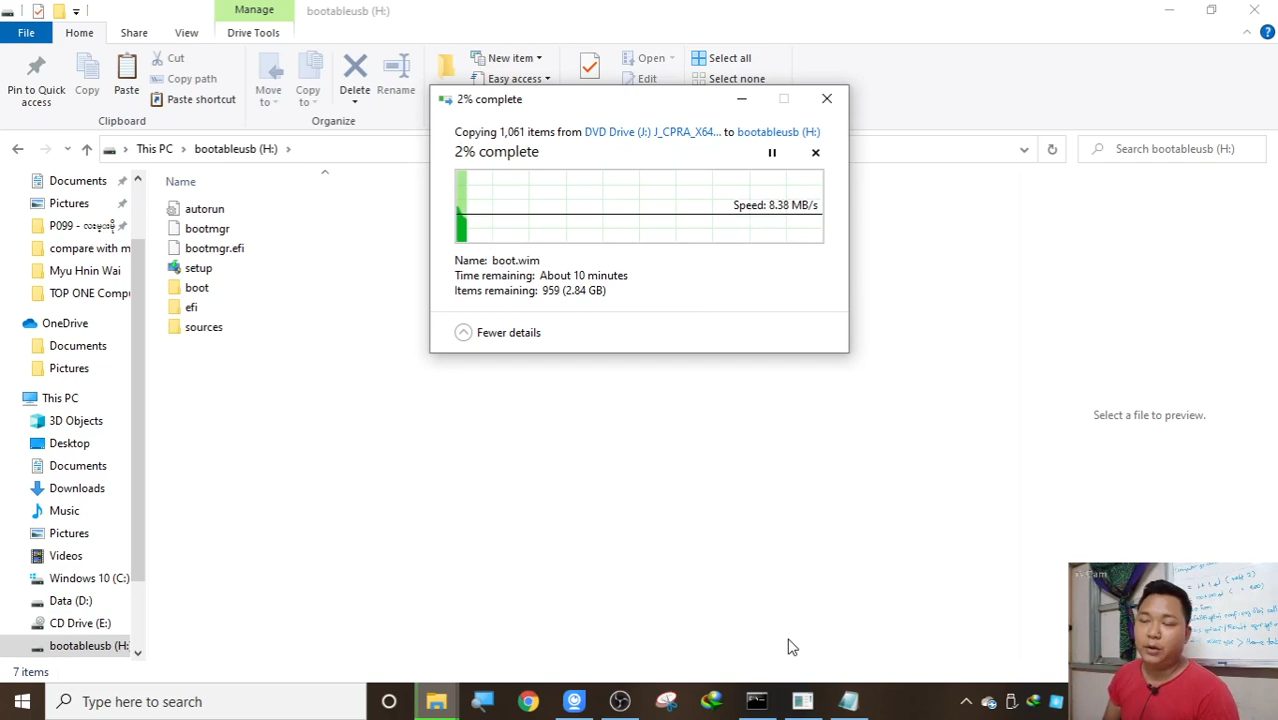 Manage
bootableusb (H:)
File
Home
Share
View
Drive Tools
Pin to Quick access
Copy
Paste
Cut
Copy path
Paste shortcut
Move to
Copy to
Delete
Rename
New item
Easy access
Open
Edit
Select all
Select none
Clipboard
Organize
This PC
bootableusb (H:)
Search bootableusb (H:)
Documents
Pictures
P099 -
compare with m
Myu Hnin Wai
TOP ONE Compu
OneDrive
Documents
Pictures
This PC
3D Objects
Desktop
Documents
Downloads
Music
Pictures
Videos
Windows 10 (C:)
Data (D:)
CD Drive (E:)
bootableusb (H:
Name
autorun
bootmgr
bootmgr.efi
setup
boot
efi
sources
2% complete
Copying 1,061 items from DVD Drive (J:) J_CPRA_X64... to bootableusb (H:)
2% complete
Speed: 8.38 MB/s
Name: boot.wim
Time remaining: About 10 minutes
Items remaining: 959 (2.84 GB)
Fewer details
Select a file to preview.
7 items
Type here to search